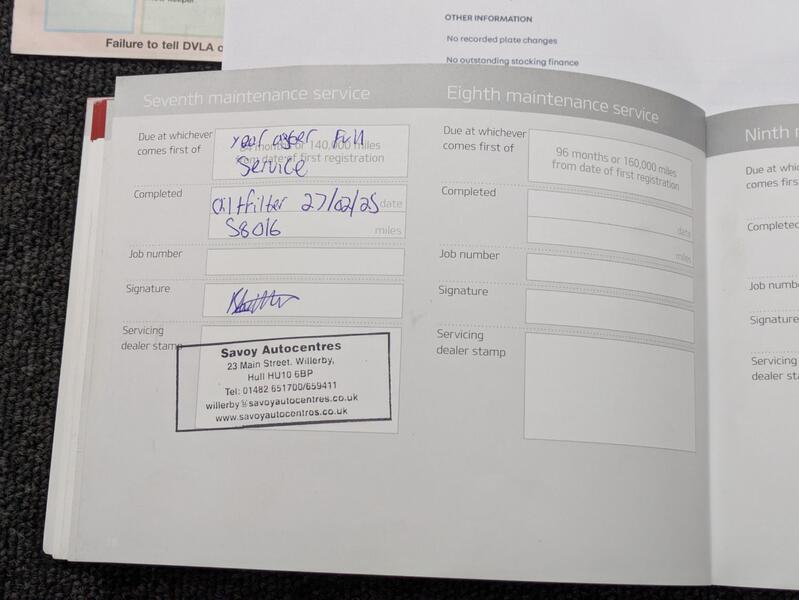 keeper
Failure to tell DVLA o
OTHER INFORMATION
No recorded plate changes
No outstanding stocking finance
Seventh maintenance service
Due at whichever
comes first of
84 months or 140,000 miles
from date of first registration
year after Full
Service
Completed
Oil + filter 27/02/25
date
58016
miles
Job number
Signature
Servicing
dealer stamp
Savoy Autocentres
23 Main Street. Willerby,
Hull HU10 6BP
Tel: 01482 651700/659411
willerby@savoyautocentres.co.uk
www.savoyautocentres.co.uk
Eighth maintenance service
Due at whichever
comes first of
96 months or 160,000 miles
from date of first registration
Completed
date
miles
Job number
Signature
Servicing
dealer stamp
Ninth m
Due at whic
comes first
Completed
Job numbe
Signature
Servicing
dealer sta